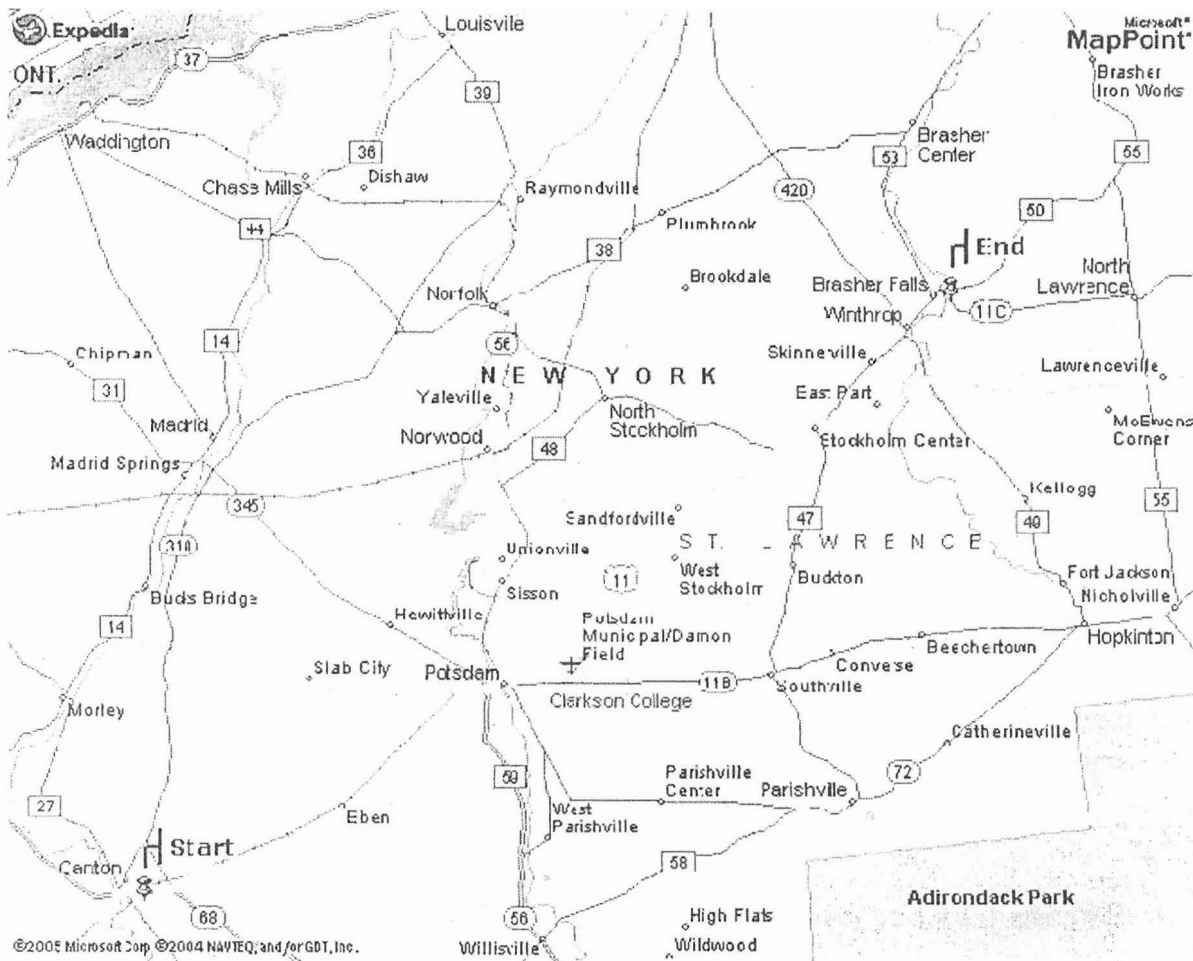 Expedia
Microsoft®
MapPoint®
ONT.
37
Louisville
39
Brasher
Iron Works
Waddington
36
Chase Mills
Dishaw
Raymondville
Brasher
Center
53
55
420
44
38
Plumbrook
50
End
Brookdale
Brasher Falls
North
Lawrence
11C
Norfolk
Winthrop
14
56
Chipman
Skinnerville
Lawrenceville
31
NEW YORK
Yaleville
East Part
Madrid
North
Stockholm
McEwens
Corner
Norwood
48
Stockholm Center
Madrid Springs
345
Kellogg
55
Sandfordville
47
49
310
ST. LAWRENCE
Unionville
11
West
Stockholm
Sisson
Buckton
Fort Jackson
Bucks Bridge
Nicholville
14
Hewittville
Potsdam
Municipal/Damon
Field
Hopkinton
Beechertown
Slab City
Converse
Potsdam
11B
Southville
Morley
Clarkson College
Catherineville
59
72
27
Parishville
Center
Parishville
Eben
West
Parishville
Start
58
Canton
Adirondack Park
68
56
High Flats
©2005 Microsoft Corp ©2004 NAVTEQ, and/or GDT, Inc.
Willisville
Wildwood